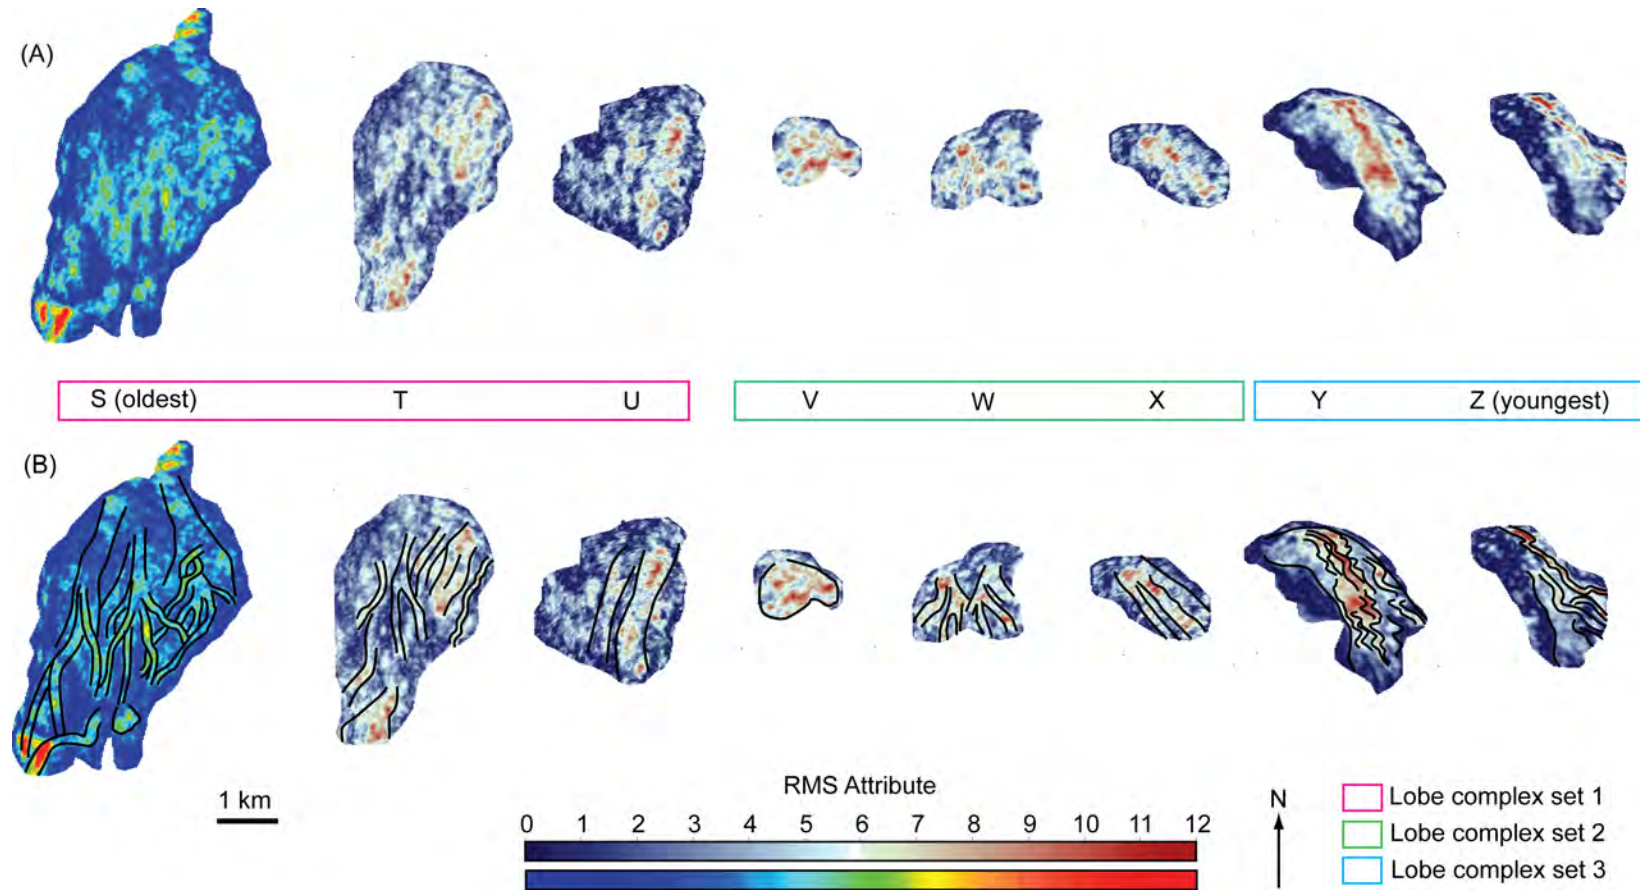 (A)
S (oldest) T U V W X Y Z (youngest)
(B)
1 km
RMS Attribute
0 1 2 3 4 5 6 7 8 9 10 11 12
N
Lobe complex set 1
Lobe complex set 2
Lobe complex set 3